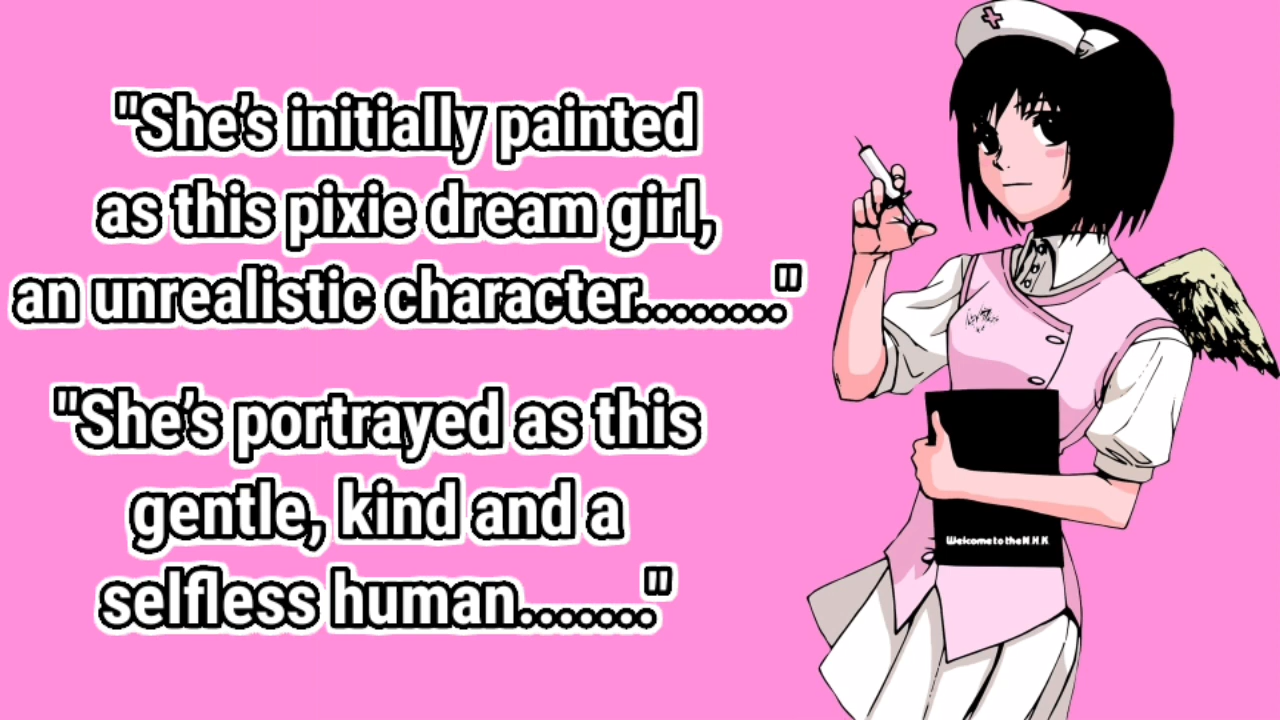 "She's initially painted
as this pixie dream girl,
an unrealistic character........."
"She's portrayed as this
gentle, kind and a
selfless human........"
Welcome to the N H K